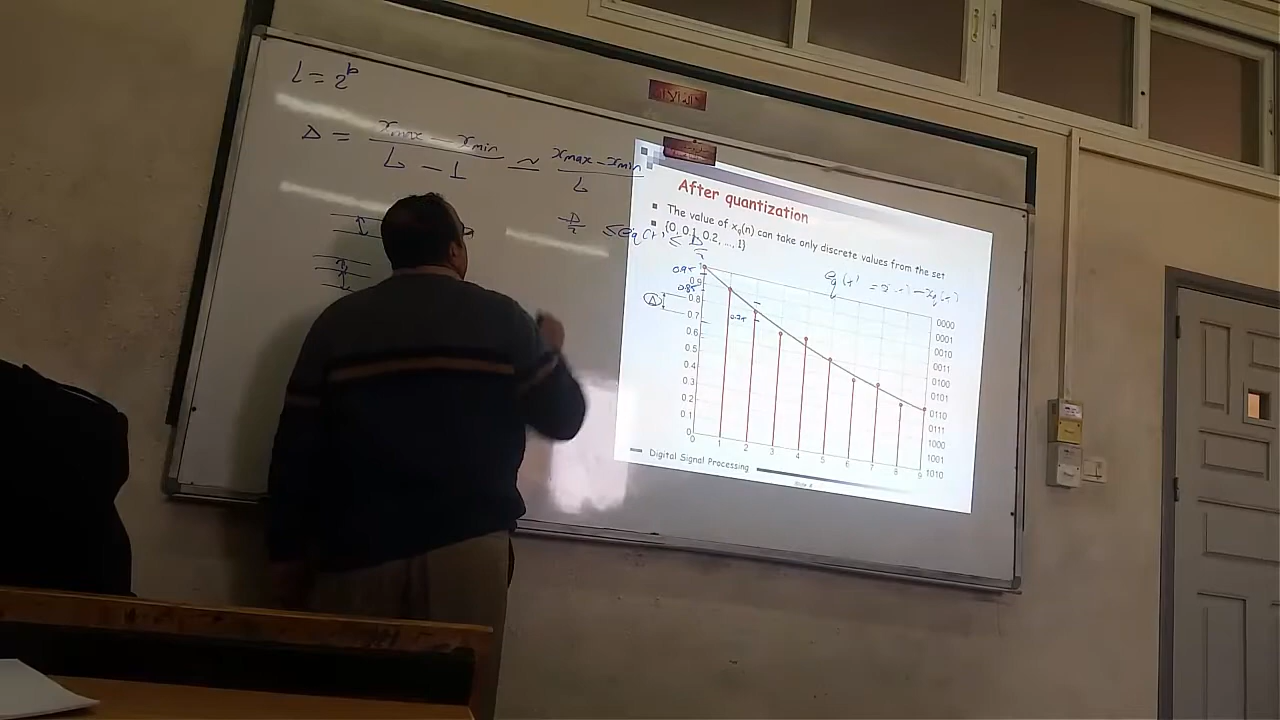 L = 2^b
Δ = (x_max - x_min) / (L - 1) ≃ (x_max - x_min) / L
After quantization
The value of x_q(n) can take only discrete values from the set
{0, 0.1, 0.2, ..., 1}
-Δ/2 ≤ e_q(n) ≤ Δ/2
0.95
0.9
0.85
0.8
Δ
0.7
0.75
0.6
0.5
0.4
0.3
0.2
0.1
0
0 1 2 3 4 5 6 7 8 9
0000
0001
0010
0011
0100
0101
0110
0111
1000
1001
1010
Digital Signal Processing